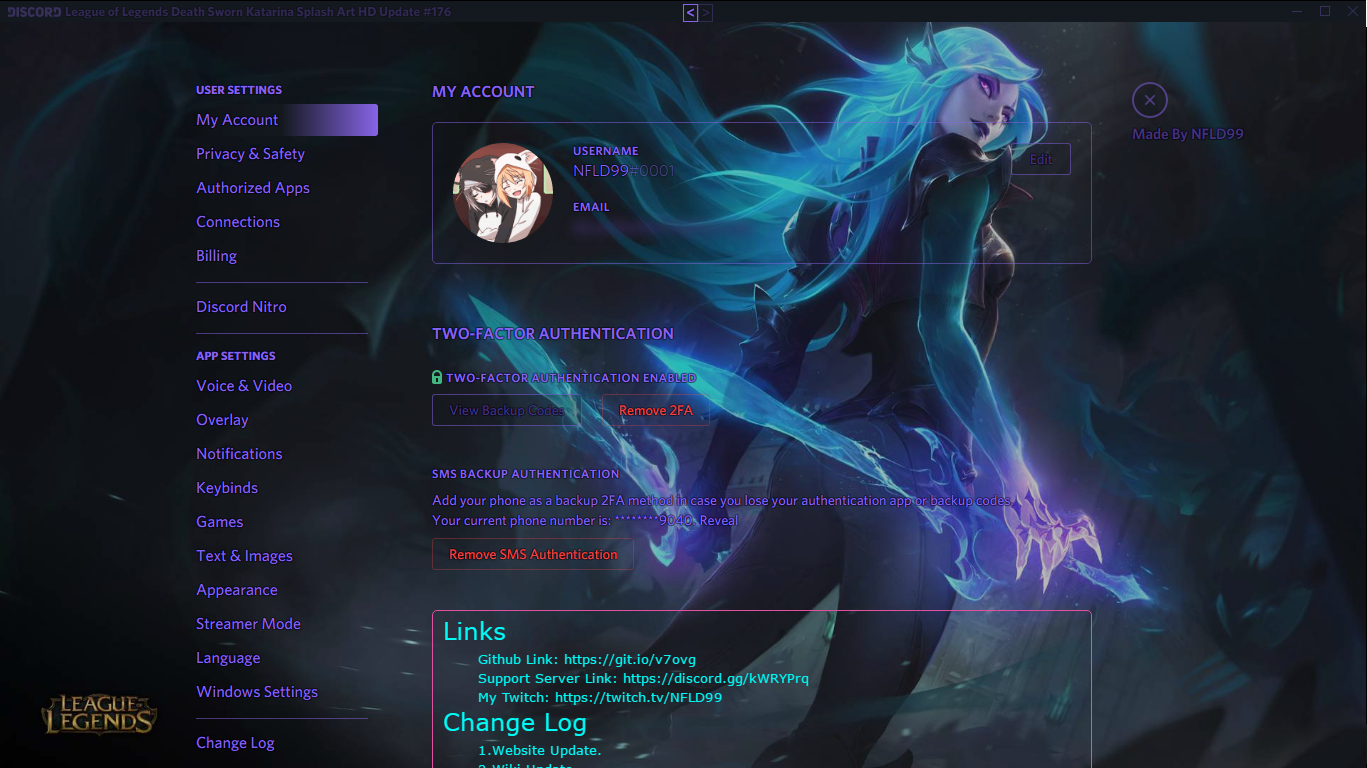 DISCORD League of Legends Death Sworn Katarina Splash Art HD Update #176
< >
USER SETTINGS
My Account
Privacy & Safety
Authorized Apps
Connections
Billing
Discord Nitro
APP SETTINGS
Voice & Video
Overlay
Notifications
Keybinds
Games
Text & Images
Appearance
Streamer Mode
Language
Windows Settings
Change Log
LEAGUE OF LEGENDS
MY ACCOUNT
USERNAME
NFLD99#0001
Edit
EMAIL
TWO-FACTOR AUTHENTICATION
TWO-FACTOR AUTHENTICATION ENABLED
View Backup Codes
Remove 2FA
SMS BACKUP AUTHENTICATION
Add your phone as a backup 2FA method in case you lose your authentication app or backup codes.
Your current phone number is: ********9040. Reveal
Remove SMS Authentication
Links
Github Link: https://git.io/v7ovg
Support Server Link: https://discord.gg/kWRYPrq
My Twitch: https://twitch.tv/NFLD99
Change Log
1.Website Update.
2.Wiki Update.
Made By NFLD99